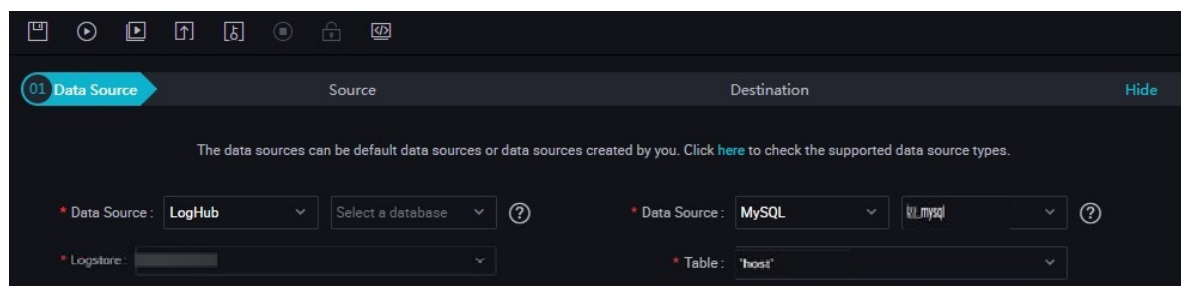 01 Data Source Source Destination Hide
The data sources can be default data sources or data sources created by you. Click here to check the supported data source types.
* Data Source : LogHub Select a database ? * Data Source : MySQL _mysql ?
* Logstore : * Table : "host"